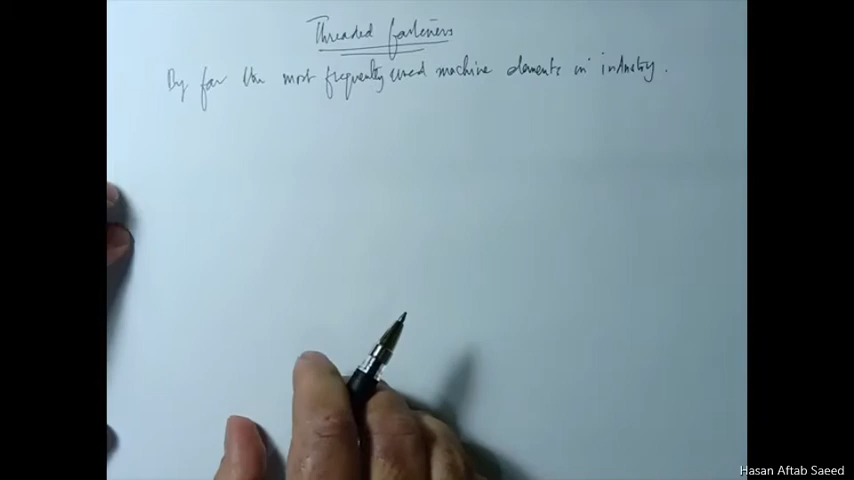 Threaded fasteners
By far the most frequently used machine elements in industry.
Hasan Aftab Saeed